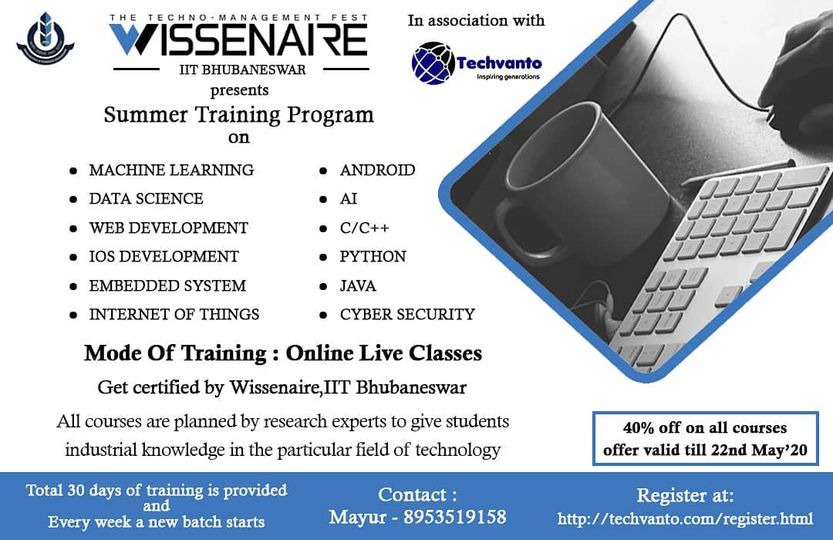 THE TECHNO-MANAGEMENT FEST
WISSENAIRE
IIT BHUBANESWAR
presents
Summer Training Program
on
In association with
Techvanto
Inspiring generations
• MACHINE LEARNING
• DATA SCIENCE
• WEB DEVELOPMENT
• IOS DEVELOPMENT
• EMBEDDED SYSTEM
• INTERNET OF THINGS
• ANDROID
• AI
• C/C++
• PYTHON
• JAVA
• CYBER SECURITY
Mode Of Training : Online Live Classes
Get certified by Wissenaire,IIT Bhubaneswar
All courses are planned by research experts to give students
industrial knowledge in the particular field of technology
40% off on all courses
offer valid till 22nd May'20
Total 30 days of training is provided
and
Every week a new batch starts
Contact :
Mayur - 8953519158
Register at:
http://techvanto.com/register.html